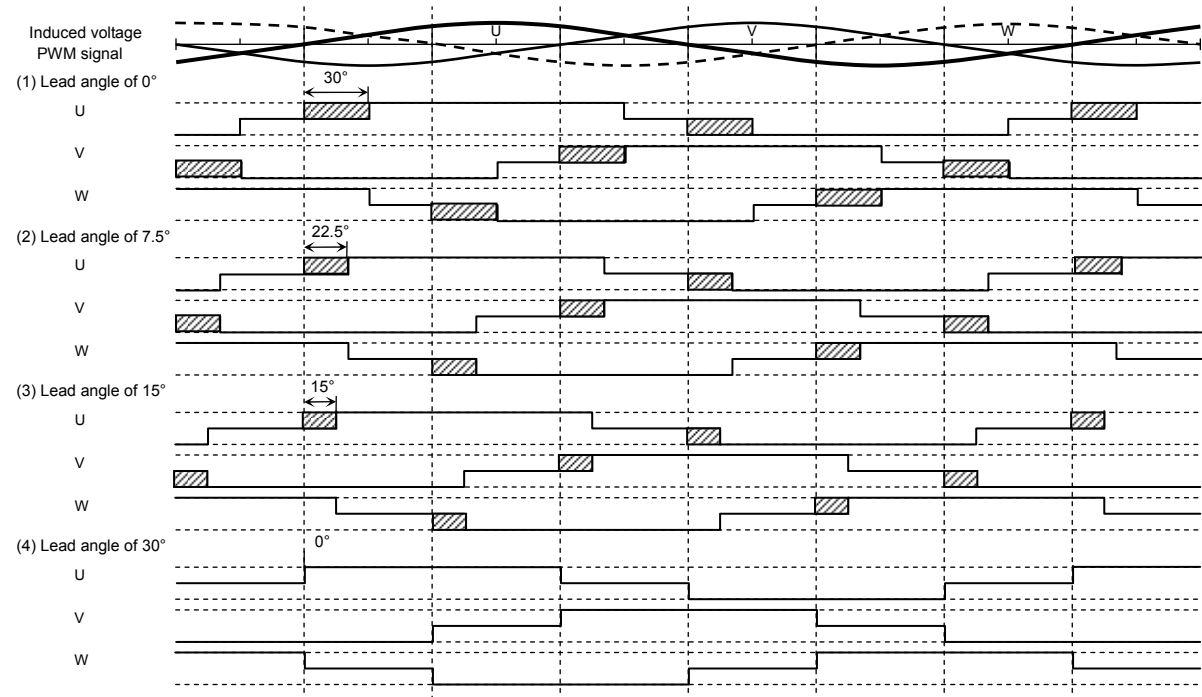 Induced voltage
PWM signal
U
V
W
(1) Lead angle of 0°
30°
U
V
W
(2) Lead angle of 7.5°
22.5°
U
V
W
(3) Lead angle of 15°
15°
U
V
W
(4) Lead angle of 30°
0°
U
V
W